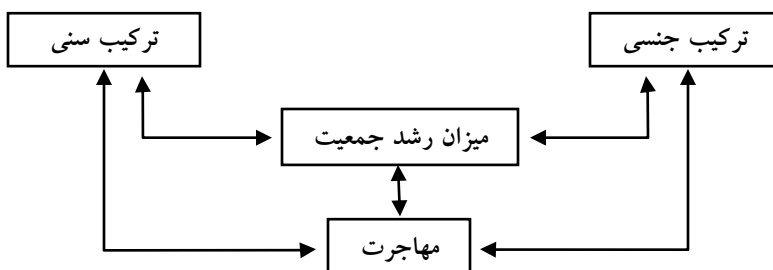 ترکیب جنسی
ترکیب سنی
میزان رشد جمعیت
مهاجرت